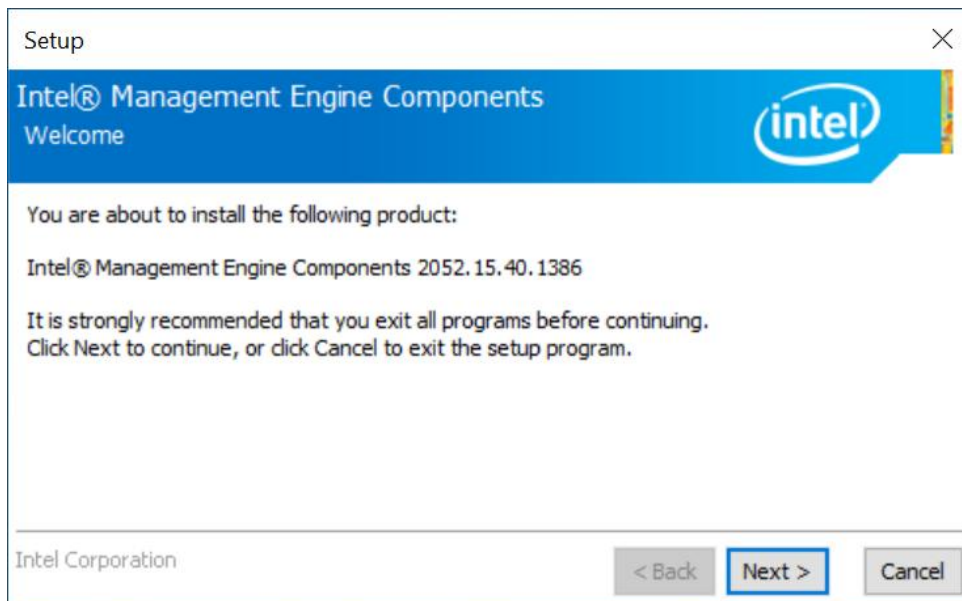 Setup
Intel® Management Engine Components
Welcome
intel
You are about to install the following product:
Intel® Management Engine Components 2052.15.40.1386
It is strongly recommended that you exit all programs before continuing.
Click Next to continue, or click Cancel to exit the setup program.
Intel Corporation
< Back Next > Cancel